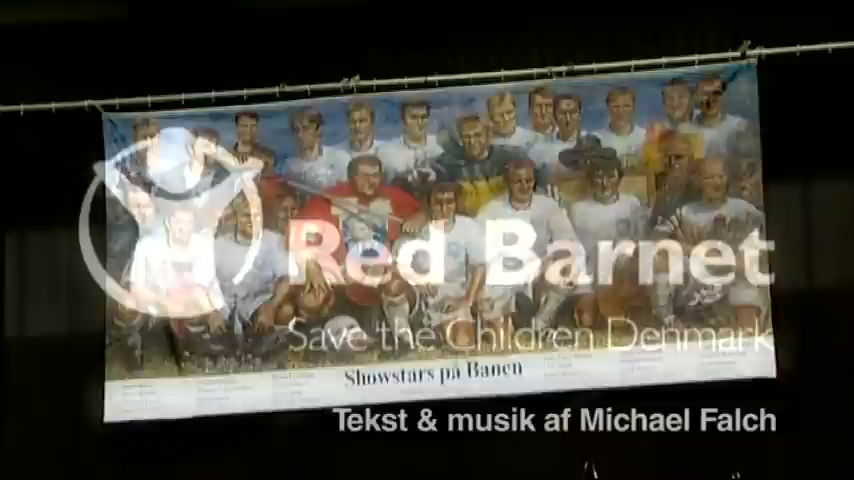 Red Barnet
Save the Children Denmark
Showstars på Banen
Tekst & musik af Michael Falch